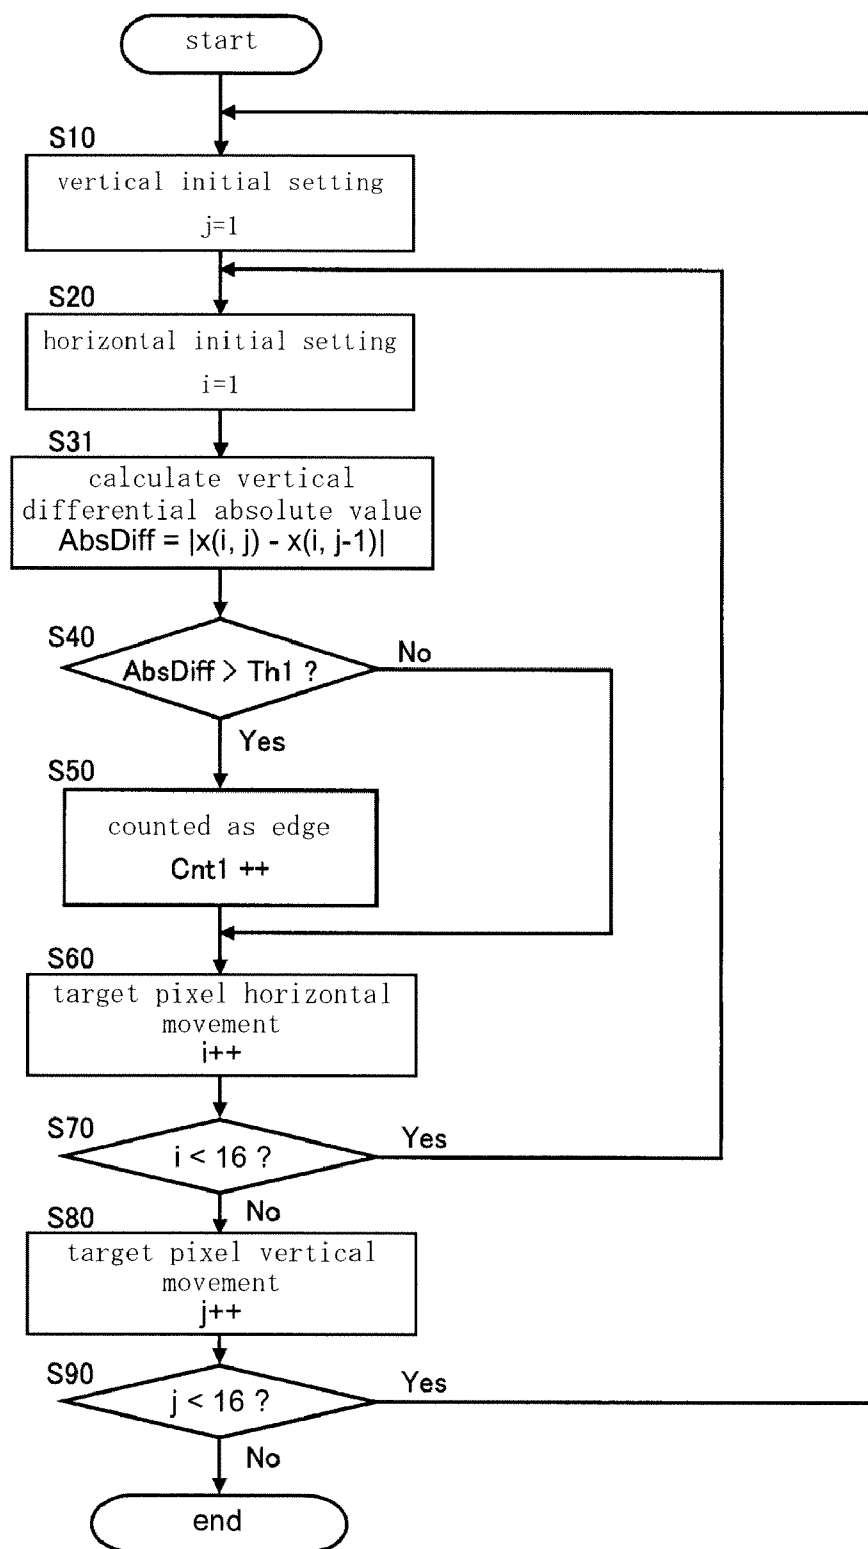 start
S10
vertical initial setting
j=1
S20
horizontal initial setting
i=1
S31
calculate vertical
differential absolute value
AbsDiff = |x(i, j) - x(i, j-1)|
S40
AbsDiff > Th1 ?
No
Yes
S50
counted as edge
Cnt1 ++
S60
target pixel horizontal
movement
i++
S70
i < 16 ?
Yes
No
S80
target pixel vertical
movement
j++
S90
j < 16 ?
Yes
No
end